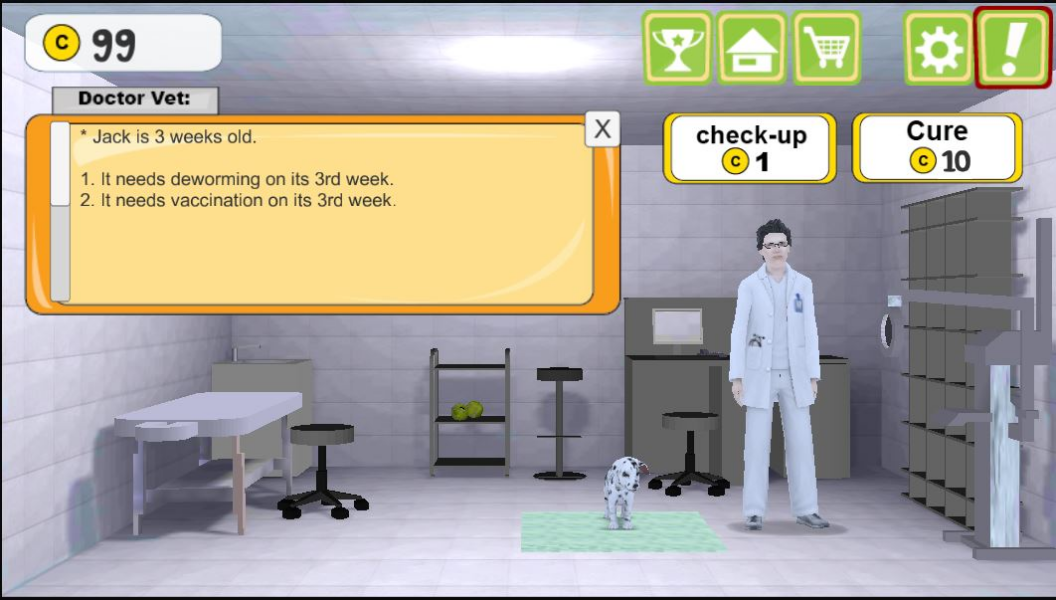 C 99
Doctor Vet:
X
* Jack is 3 weeks old.
1. It needs deworming on its 3rd week.
2. It needs vaccination on its 3rd week.
check-up
C 1
Cure
C 10
!